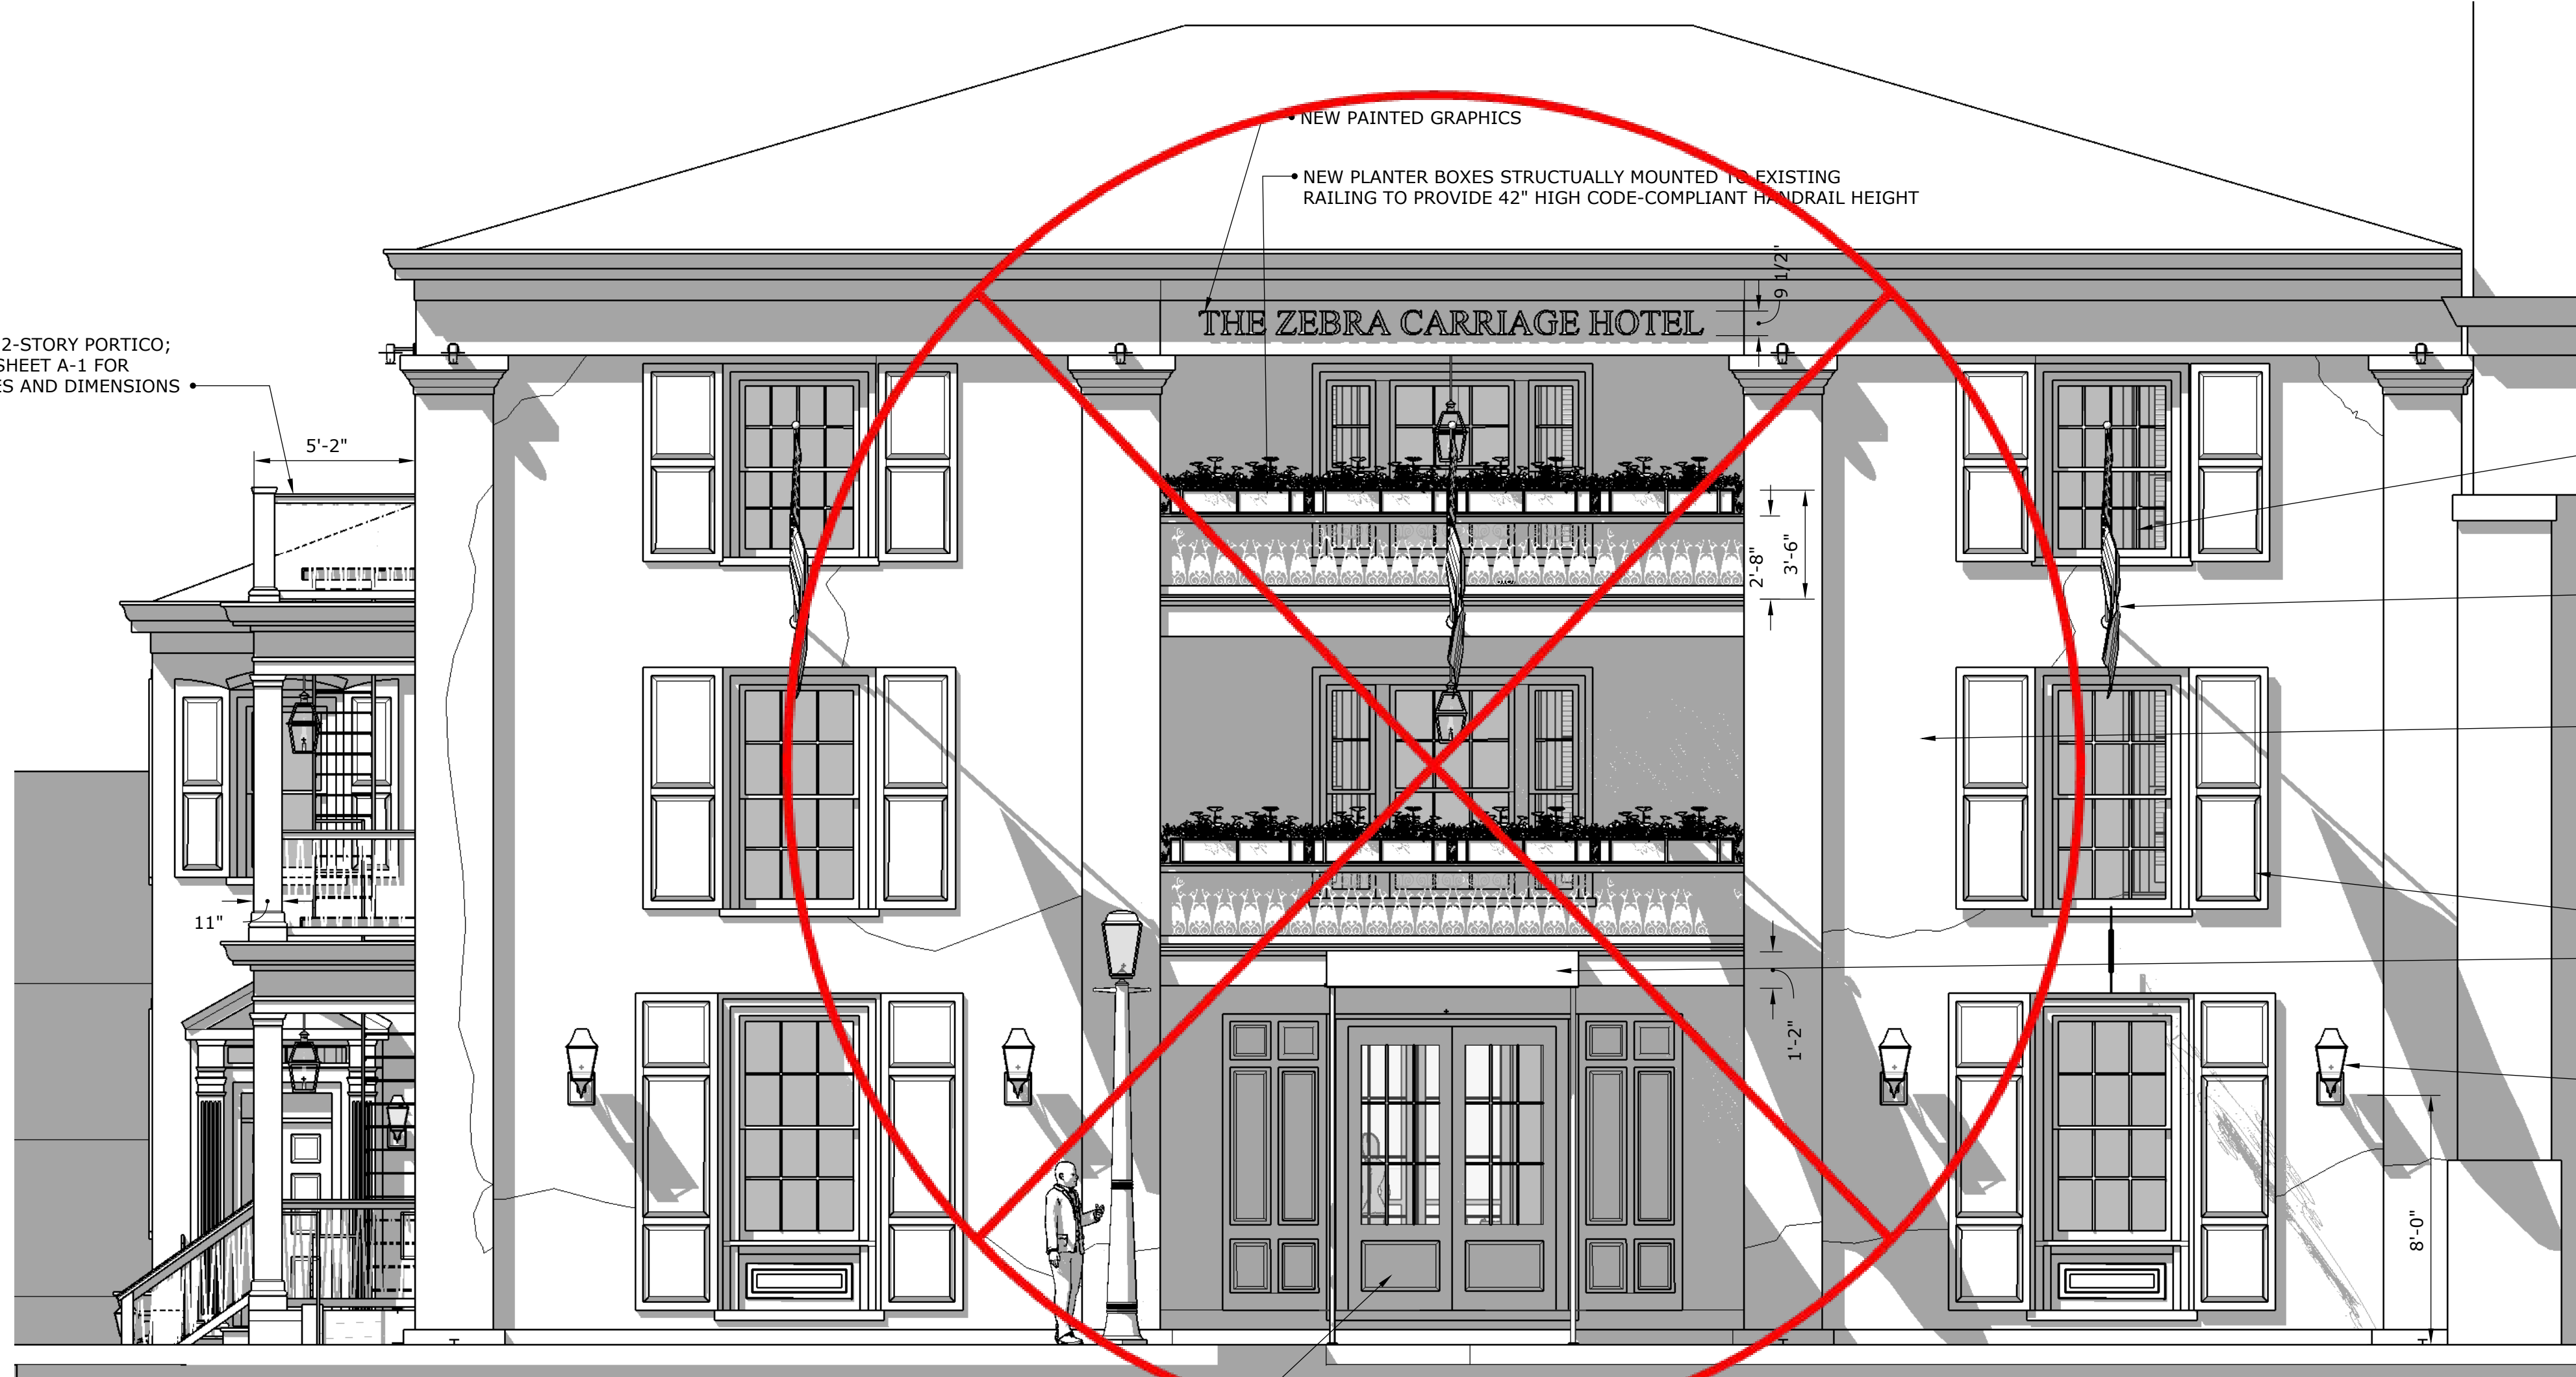 NEW PAINTED GRAPHICS
NEW PLANTER BOXES STRUCTUALLY MOUNTED TO EXISTING
RAILING TO PROVIDE 42" HIGH CODE-COMPLIANT HANDRAIL HEIGHT
9 1/2"
THE ZEBRA CARRIAGE HOTEL
2-STORY PORTICO;
SHEET A-1 FOR
AND DIMENSIONS
5'-2"
2'-8"
3'-6"
11"
1'-2"
8'-0"